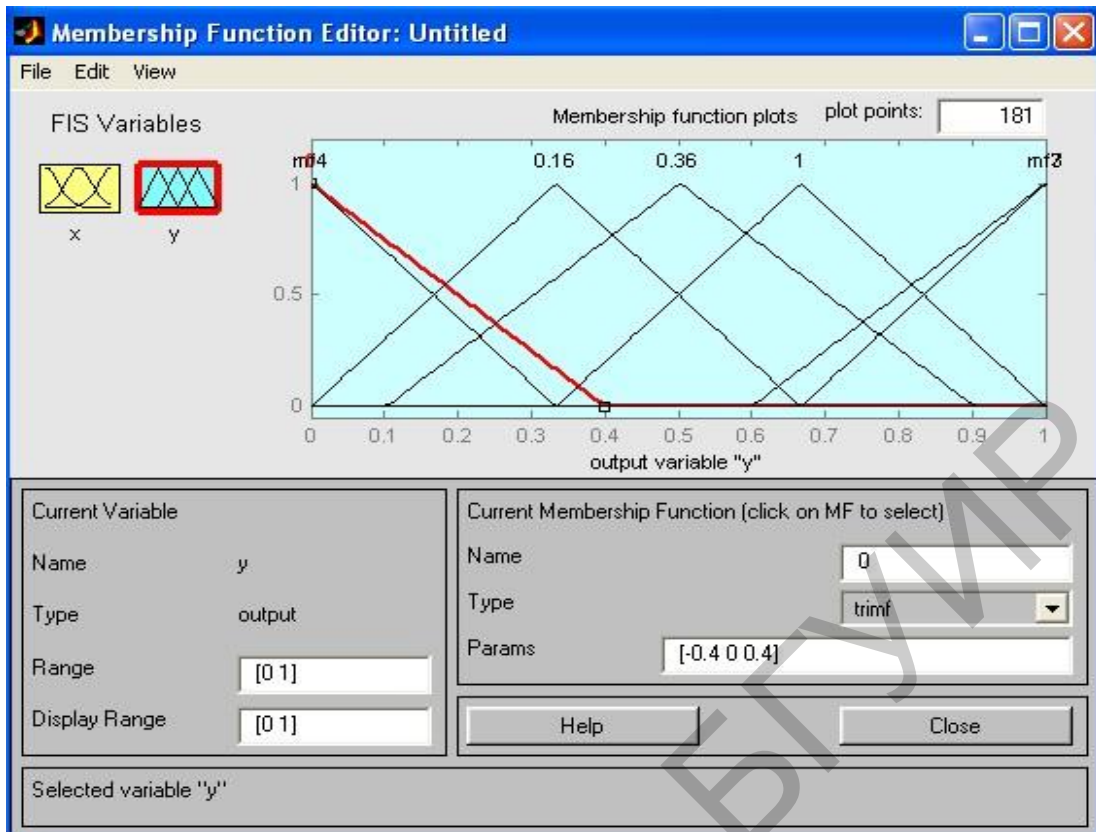 Membership Function Editor: Untitled
File Edit View
FIS Variables
x y
Membership function plots plot points: 181
0.16 0.36 1
1
0.5
0
0 0.1 0.2 0.3 0.4 0.5 0.6 0.7 0.8 0.9 1
output variable "y"
Current Variable
Name y
Type output
Range [0 1]
Display Range [0 1]
Current Membership Function (click on MF to select)
Name 0
Type trimf
Params [-0.4 0 0.4]
Help Close
Selected variable "y"
БГУИР